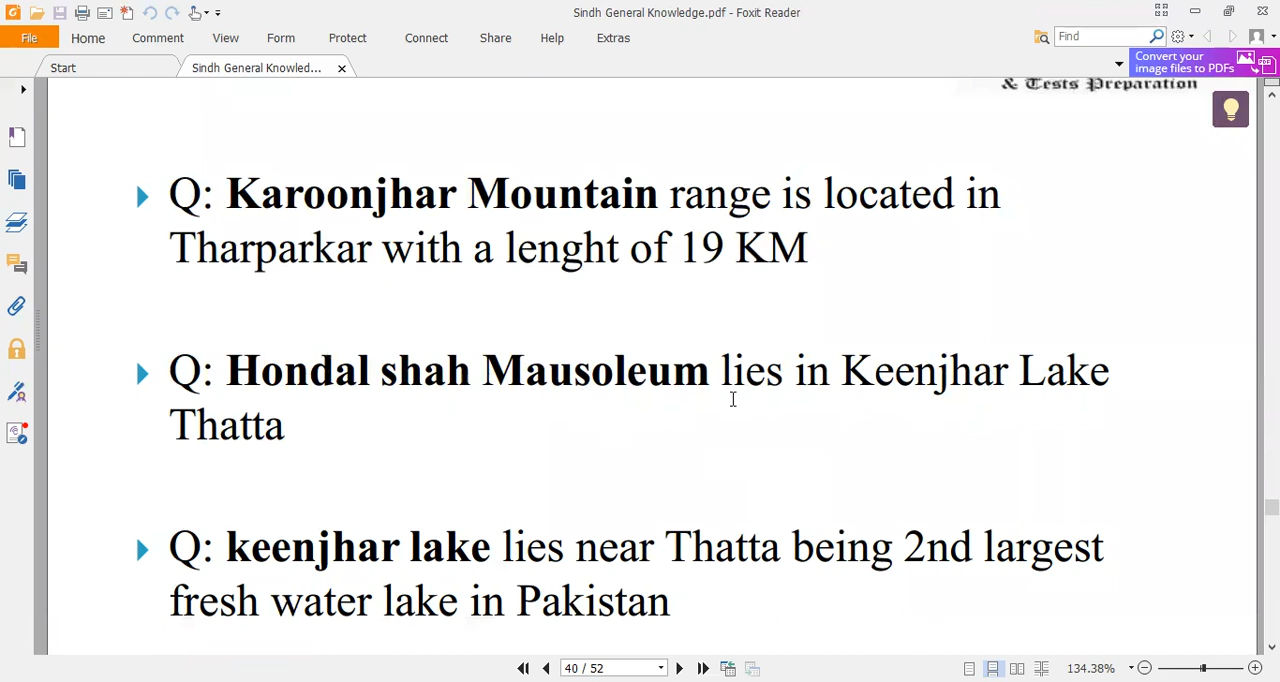 Sindh General Knowledge.pdf - Foxit Reader
File Home Comment View Form Protect Connect Share Help Extras Find
Start Sindh General Knowled... Convert your
image files to PDFs
& Tests Preparation
Q: Karoonjhar Mountain range is located in
Tharparkar with a lenght of 19 KM
Q: Hondal shah Mausoleum lies in Keenjhar Lake
Thatta
Q: keenjhar lake lies near Thatta being 2nd largest
fresh water lake in Pakistan
40 / 52 134.38%